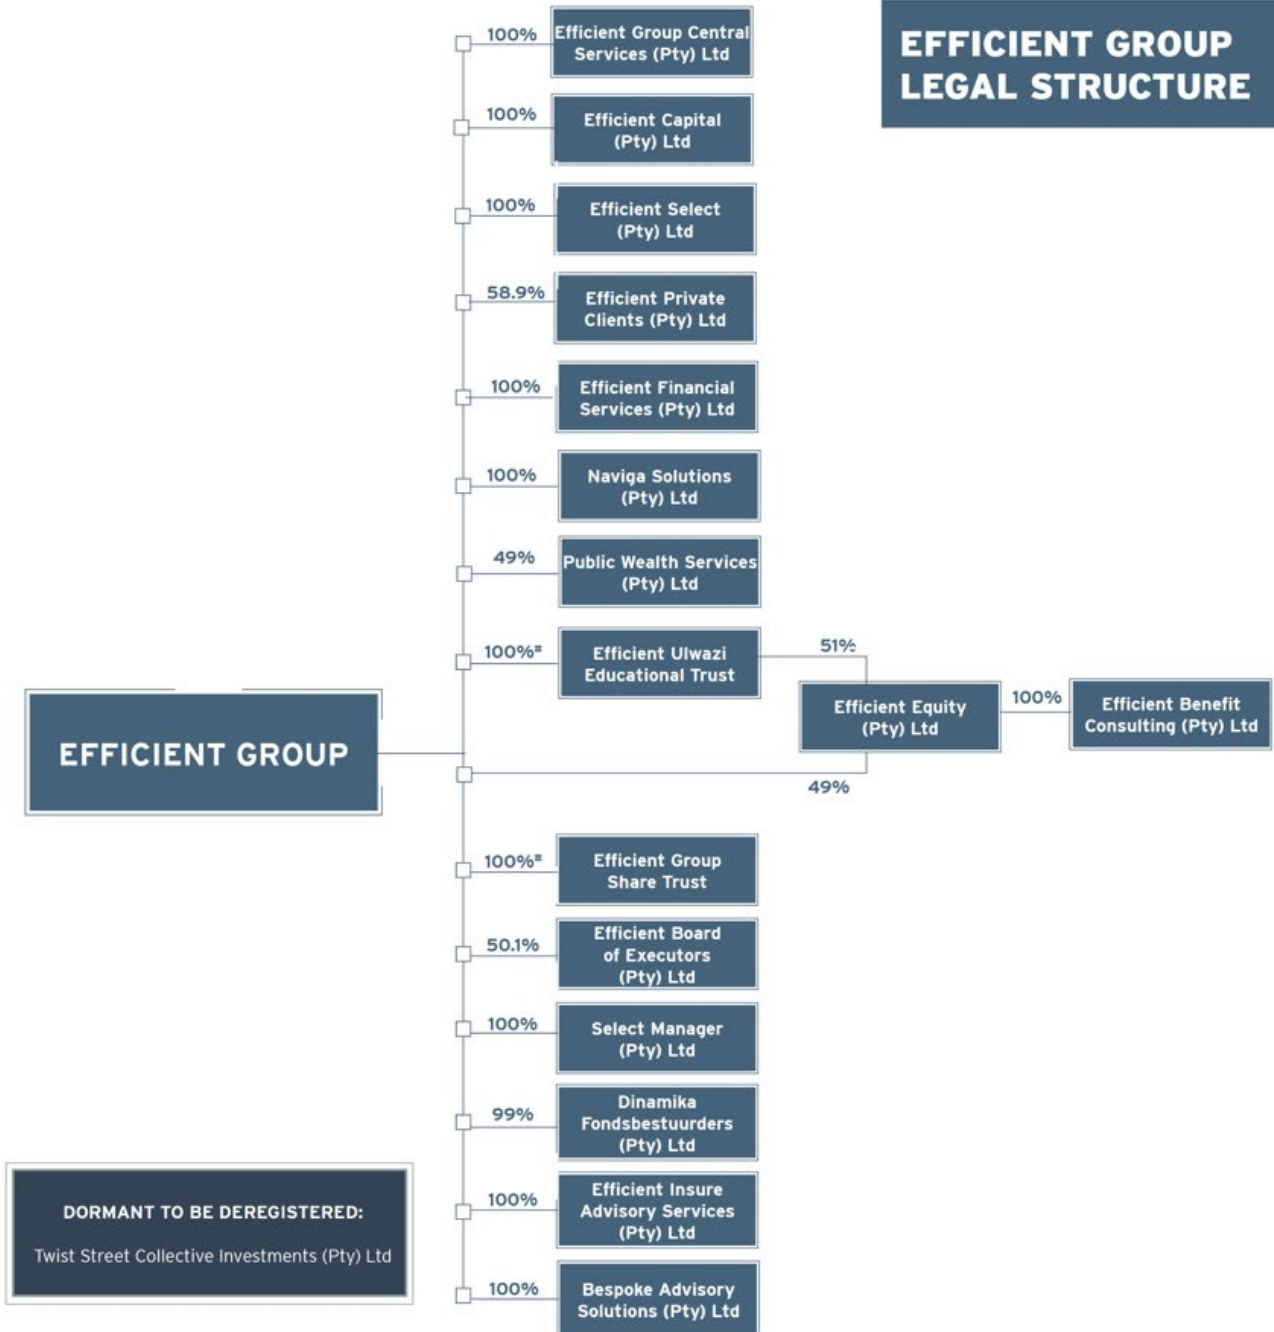 EFFICIENT GROUP
LEGAL STRUCTURE
100%
Efficient Group Central
Services (Pty) Ltd
100%
Efficient Capital
(Pty) Ltd
100%
Efficient Select
(Pty) Ltd
58.9%
Efficient Private
Clients (Pty) Ltd
100%
Efficient Financial
Services (Pty) Ltd
100%
Naviga Solutions
(Pty) Ltd
49%
Public Wealth Services
(Pty) Ltd
100%#
Efficient Ulwazi
Educational Trust
51%
Efficient Equity
(Pty) Ltd
100%
Efficient Benefit
Consulting (Pty) Ltd
EFFICIENT GROUP
49%
100%#
Efficient Group
Share Trust
50.1%
Efficient Board
of Executors
(Pty) Ltd
100%
Select Manager
(Pty) Ltd
99%
Dinamika
Fondsbestuurders
(Pty) Ltd
100%
Efficient Insure
Advisory Services
(Pty) Ltd
100%
Bespoke Advisory
Solutions (Pty) Ltd
DORMANT TO BE DEREGISTERED:
Twist Street Collective Investments (Pty) Ltd